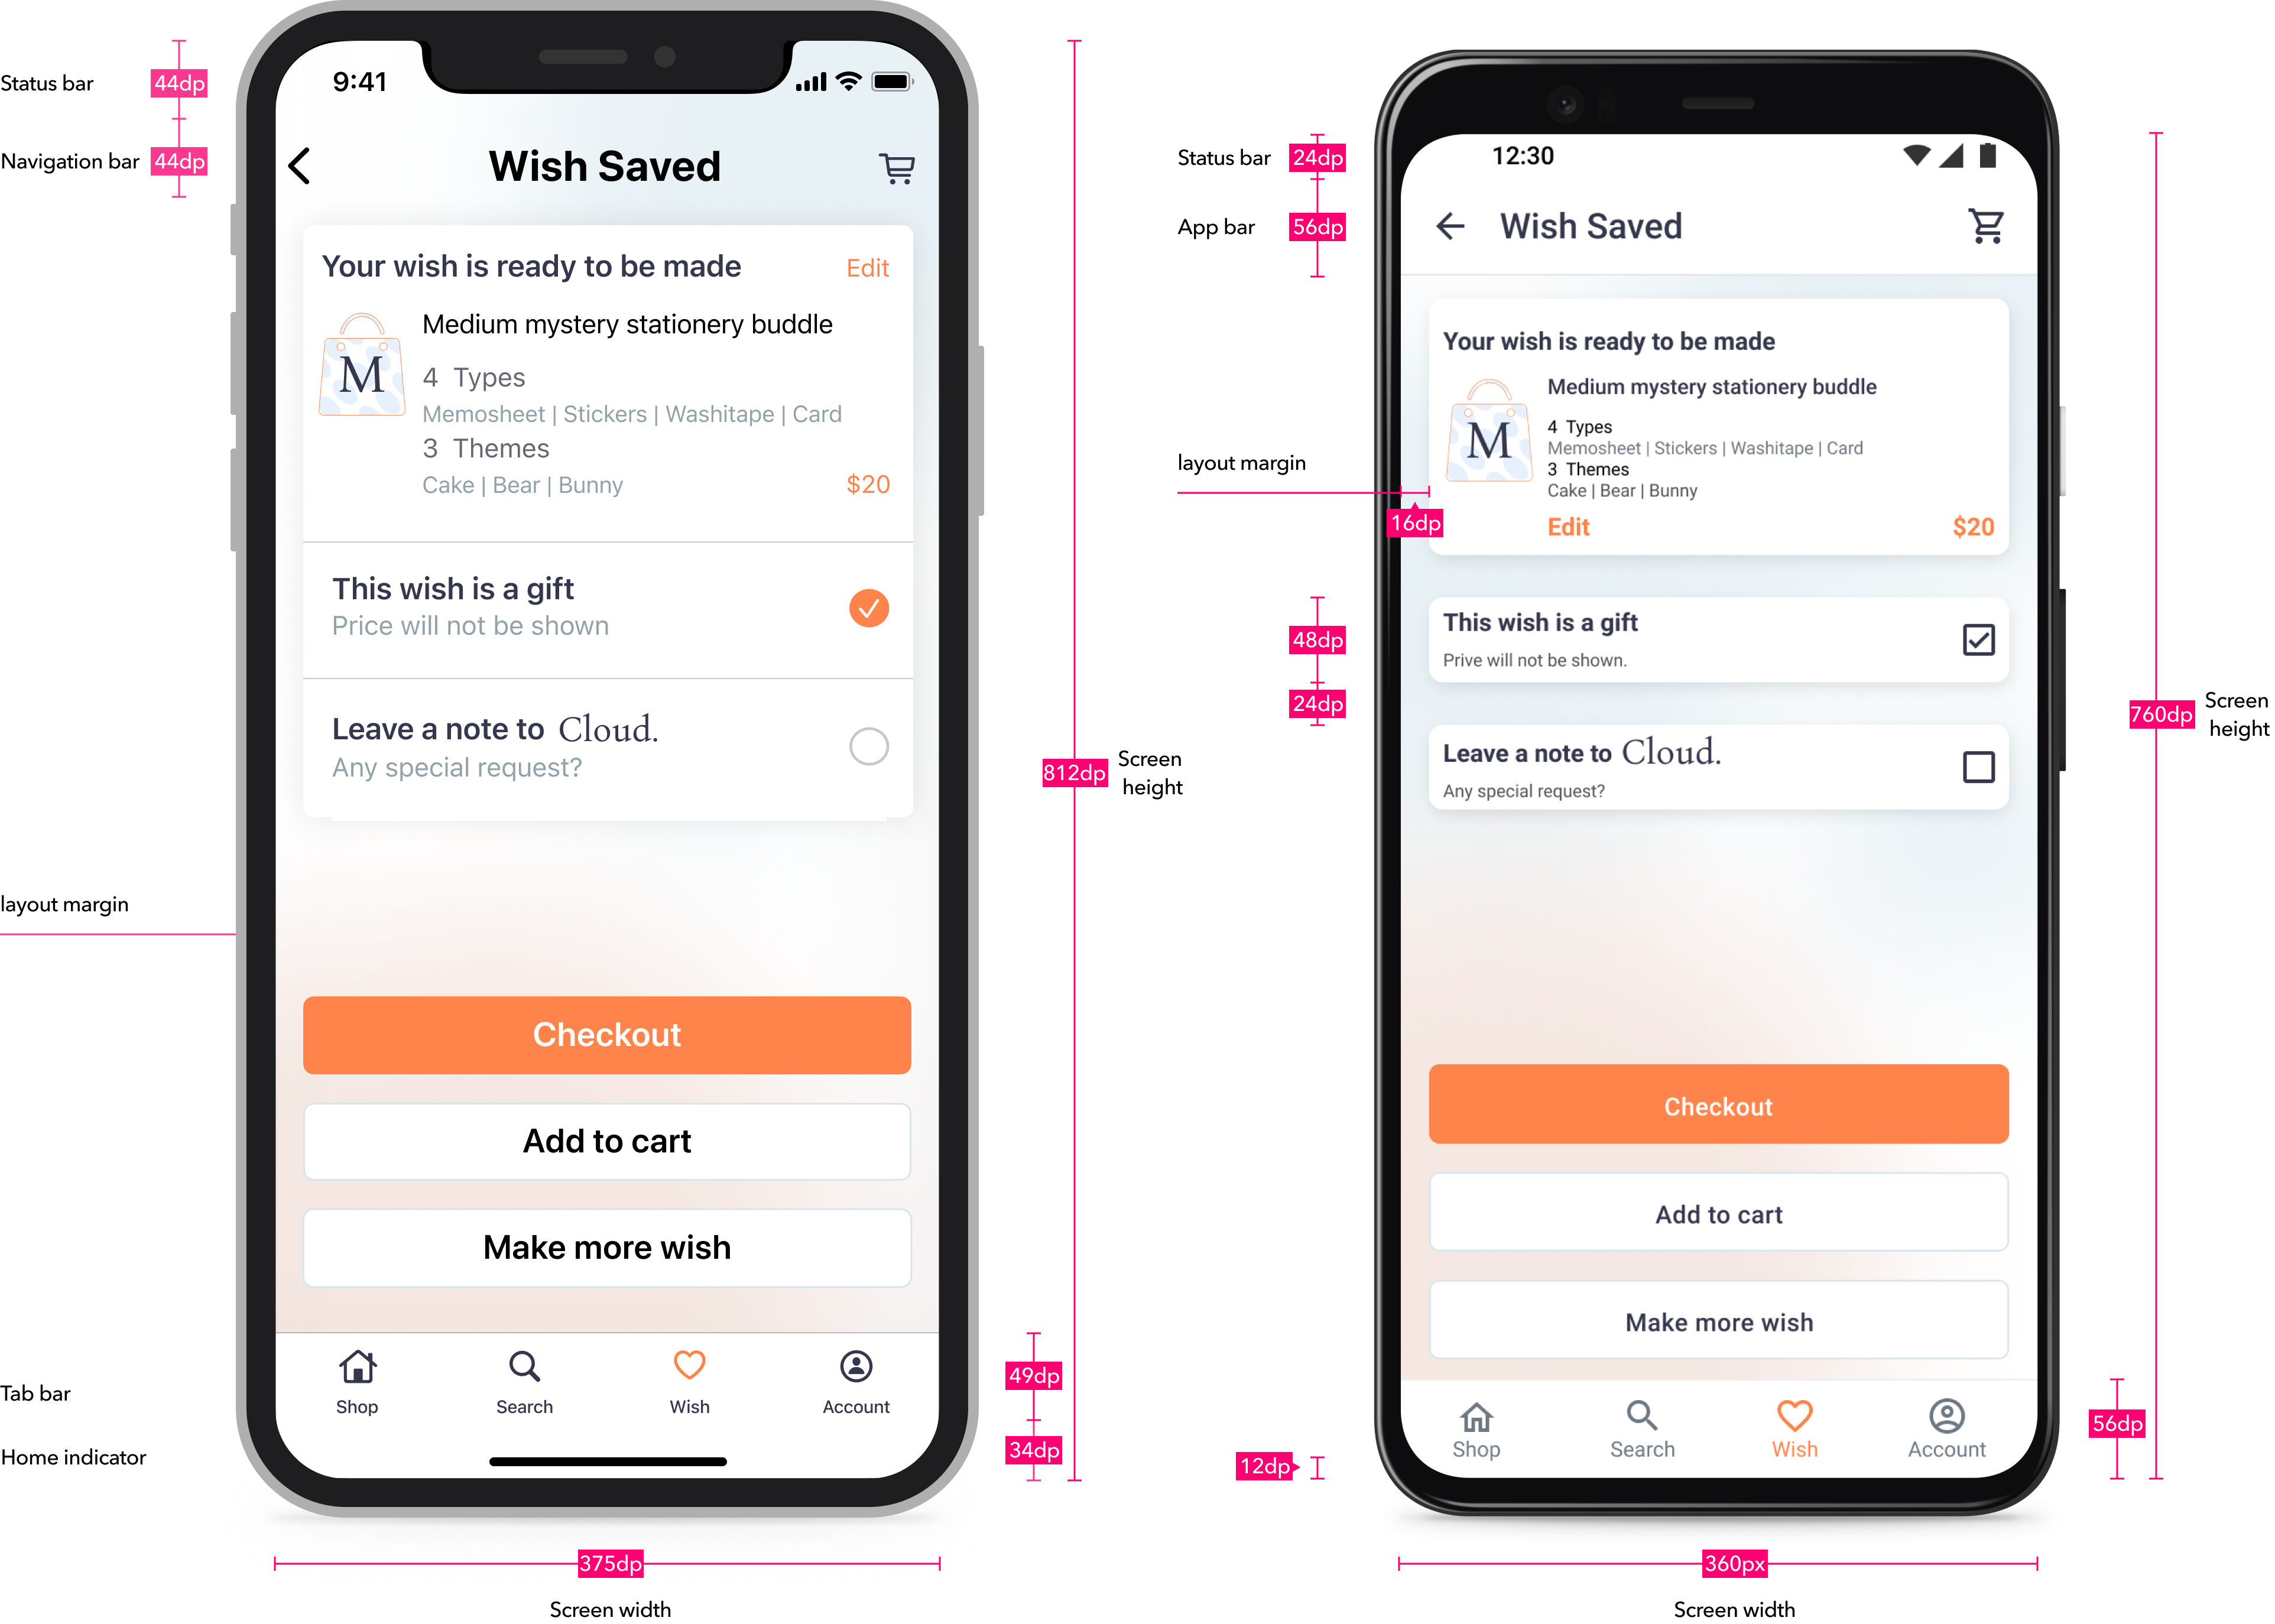 Status bar
44dp
Navigation bar
44dp
layout margin
Tab bar
Home indicator
9:41
Wish Saved
Your wish is ready to be made
Edit
M
Medium mystery stationery buddle
4 Types
Memosheet | Stickers | Washitape | Card
3 Themes
Cake | Bear | Bunny
$20
This wish is a gift
Price will not be shown
Leave a note to Cloud.
Any special request?
Checkout
Add to cart
Make more wish
Shop
Search
Wish
Account
812dp
Screen
height
49dp
34dp
375dp
Screen width
Status bar
24dp
App bar
56dp
layout margin
16dp
48dp
24dp
12dp
12:30
Wish Saved
Your wish is ready to be made
M
Medium mystery stationery buddle
4 Types
Memosheet | Stickers | Washitape | Card
3 Themes
Cake | Bear | Bunny
Edit
$20
This wish is a gift
Prive will not be shown.
Leave a note to Cloud.
Any special request?
Checkout
Add to cart
Make more wish
Shop
Search
Wish
Account
760dp
Screen
height
56dp
360px
Screen width